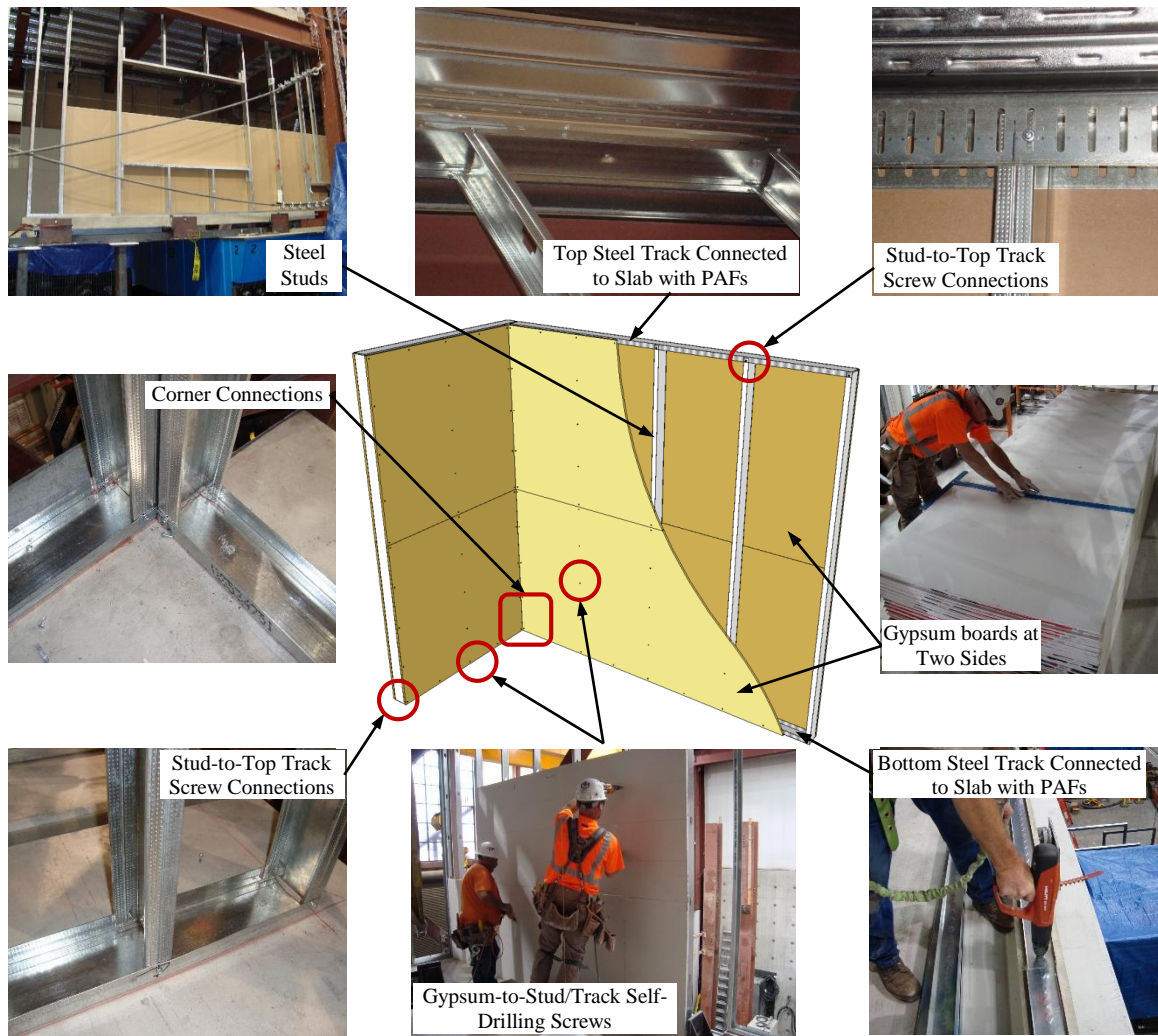 Steel
Studs
Top Steel Track Connected
to Slab with PAFs
Stud-to-Top Track
Screw Connections
Corner Connections
Gypsum boards at
Two Sides
Stud-to-Top Track
Screw Connections
Gypsum-to-Stud/Track Self-
Drilling Screws
Bottom Steel Track Connected
to Slab with PAFs